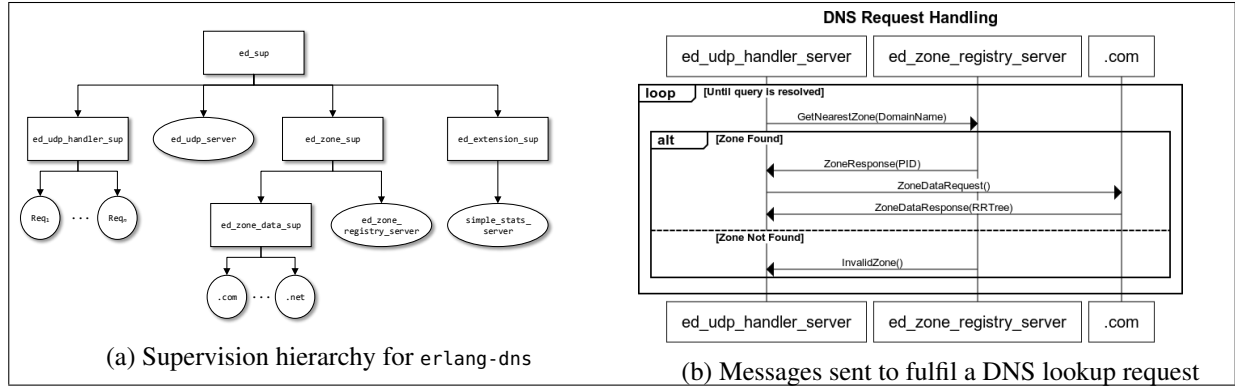 ed_sup
ed_udp_handler_sup
ed_udp_server
ed_zone_sup
ed_extension_sup
Req₁
...
Reqₙ
ed_zone_data_sup
ed_zone_
registry_server
simple_stats_
server
.com
...
.net
(a) Supervision hierarchy for erlang-dns
DNS Request Handling
ed_udp_handler_server
ed_zone_registry_server
.com
loop
[Until query is resolved]
GetNearestZone(DomainName)
alt
[Zone Found]
ZoneResponse(PID)
ZoneDataRequest()
ZoneDataResponse(RRTree)
[Zone Not Found]
InvalidZone()
ed_udp_handler_server
ed_zone_registry_server
.com
(b) Messages sent to fulfil a DNS lookup request